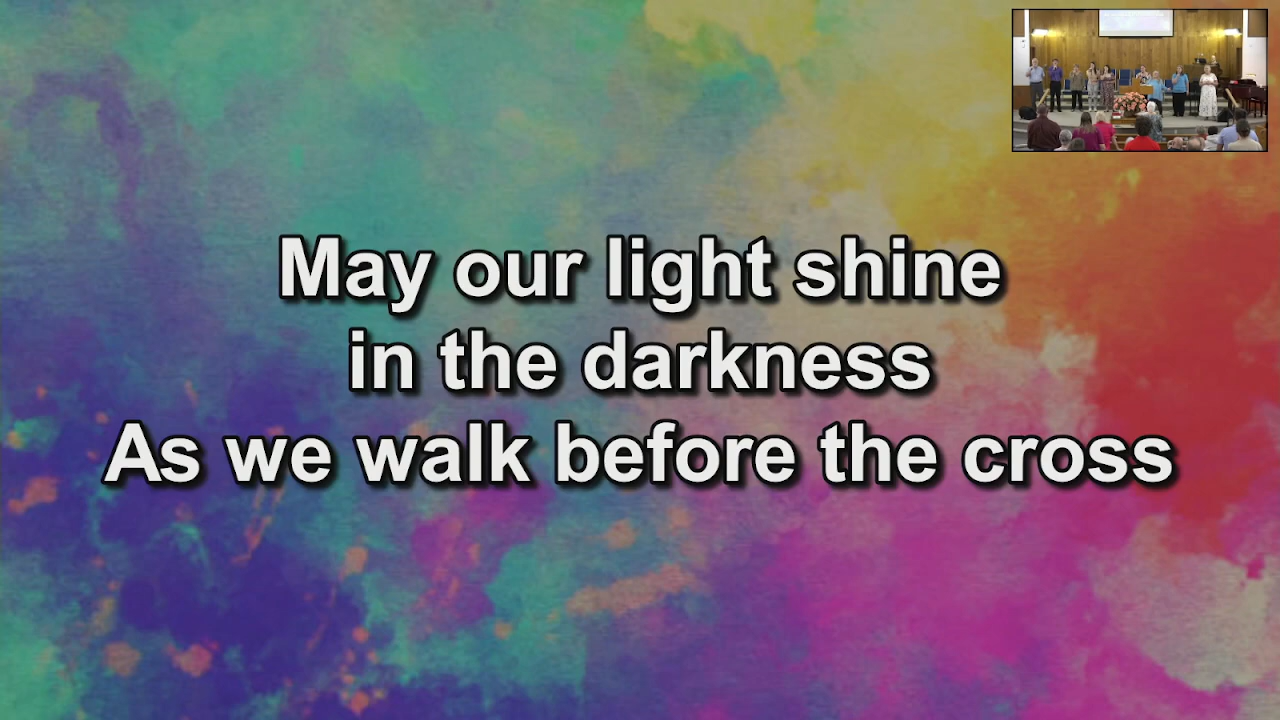 May our light shine
in the darkness
As we walk before the cross